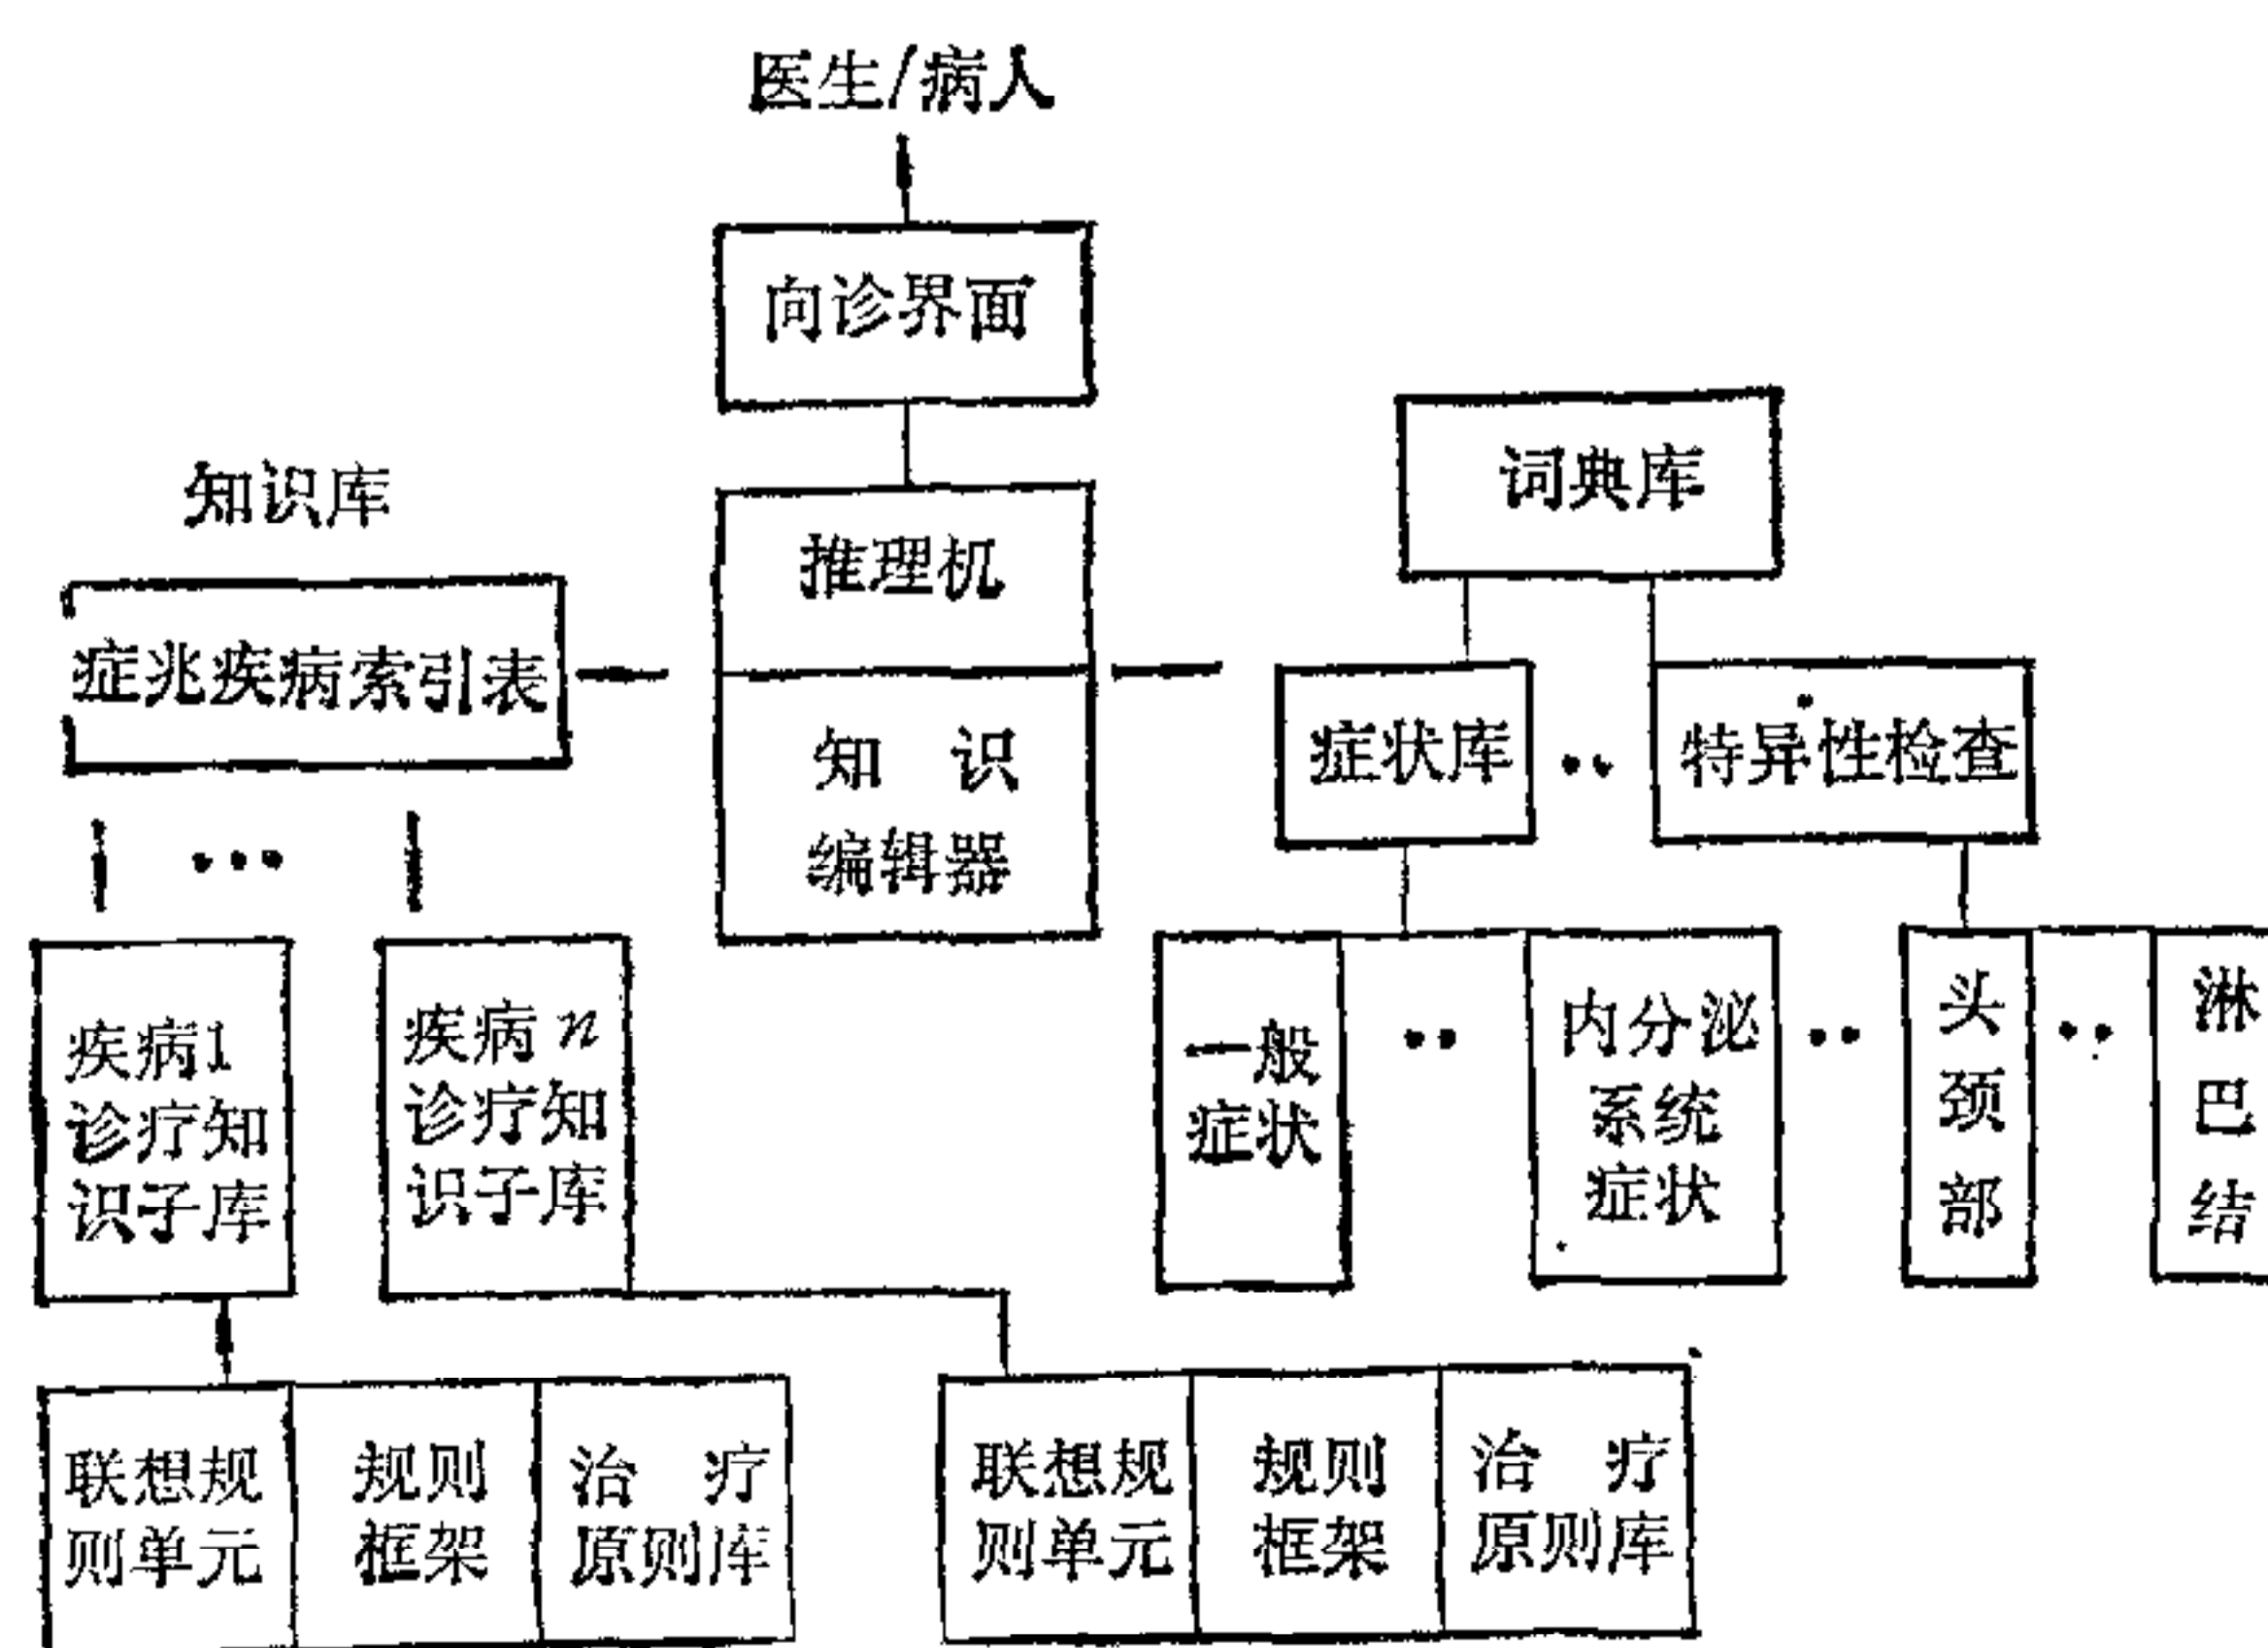 医生/病人
向诊界面
知识库
词典库
推理机
症兆疾病索引表
知 识
编辑器
症状库
特异性检查
疾病1
诊疗知
识子库
疾病n
诊疗知
识子库
一般
症状
内分泌
系统
症状
头
颈
部
淋
巴
结
联想规
则单元
规则
框架
治 疗
原则库
联想规
则单元
规则
框架
治 疗
原则库